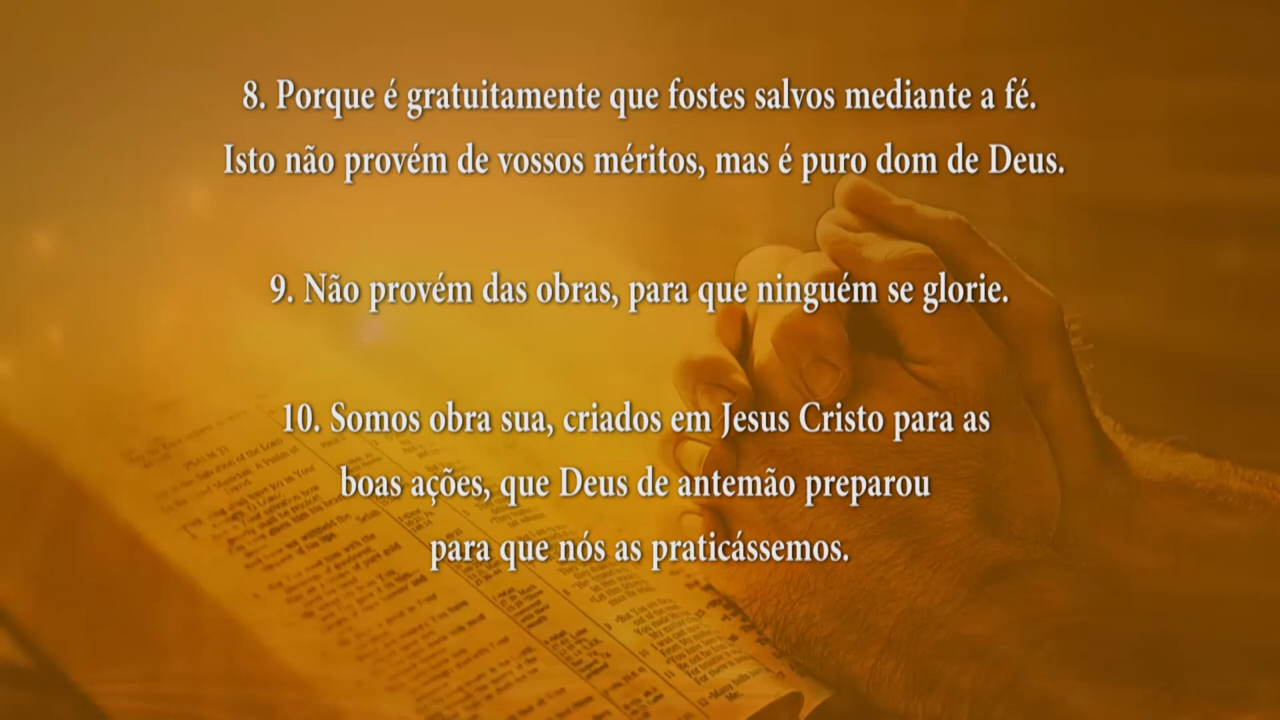 8. Porque é gratuitamente que fostes salvos mediante a fé.
Isto não provém de vossos méritos, mas é puro dom de Deus.
9. Não provém das obras, para que ninguém se glorie.
10. Somos obra sua, criados em Jesus Cristo para as
boas ações, que Deus de antemão preparou
para que nós as praticássemos.